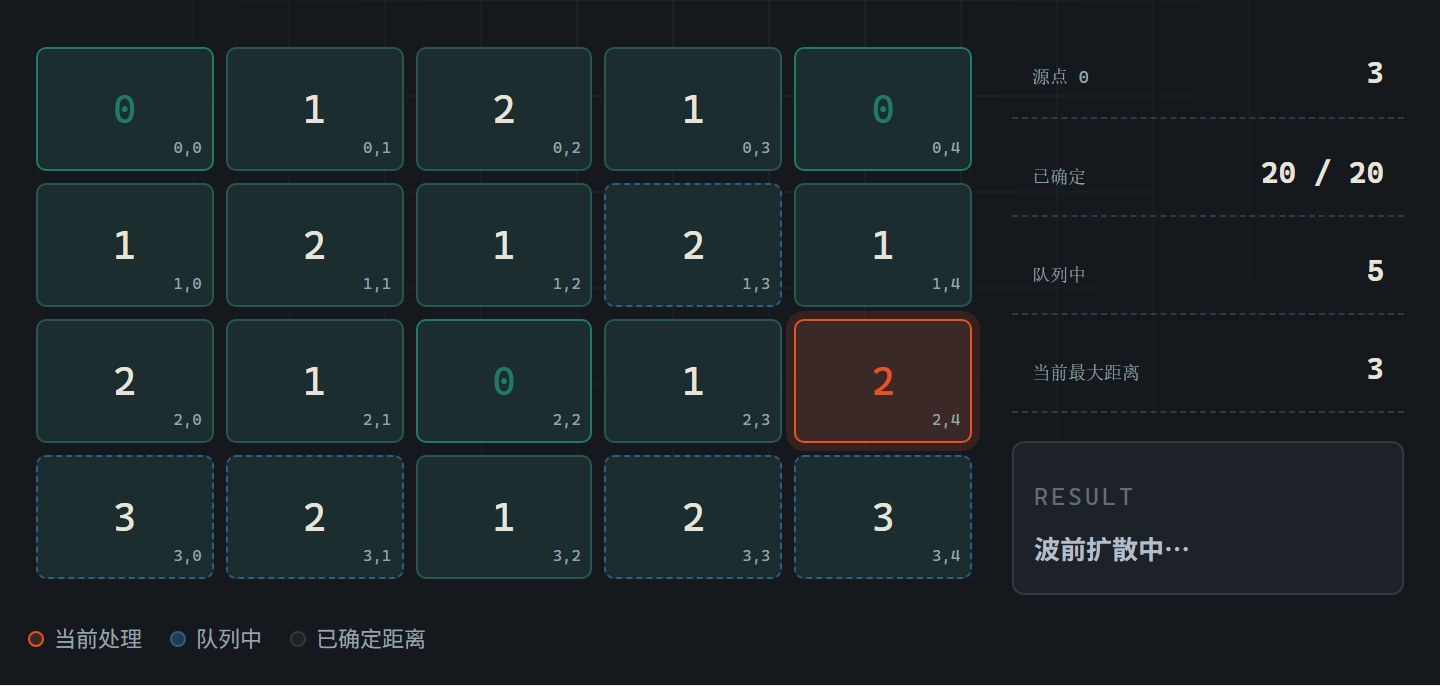 0 1 2 1 0
0,0 0,1 0,2 0,3 0,4
1 2 1 2 1
1,0 1,1 1,2 1,3 1,4
2 1 0 1 2
2,0 2,1 2,2 2,3 2,4
3 2 1 2 3
3,0 3,1 3,2 3,3 3,4
当前处理 队列中 已确定距离
源点 0 3
已确定 20 / 20
队列中 5
当前最大距离 3
RESULT
波前扩散中…